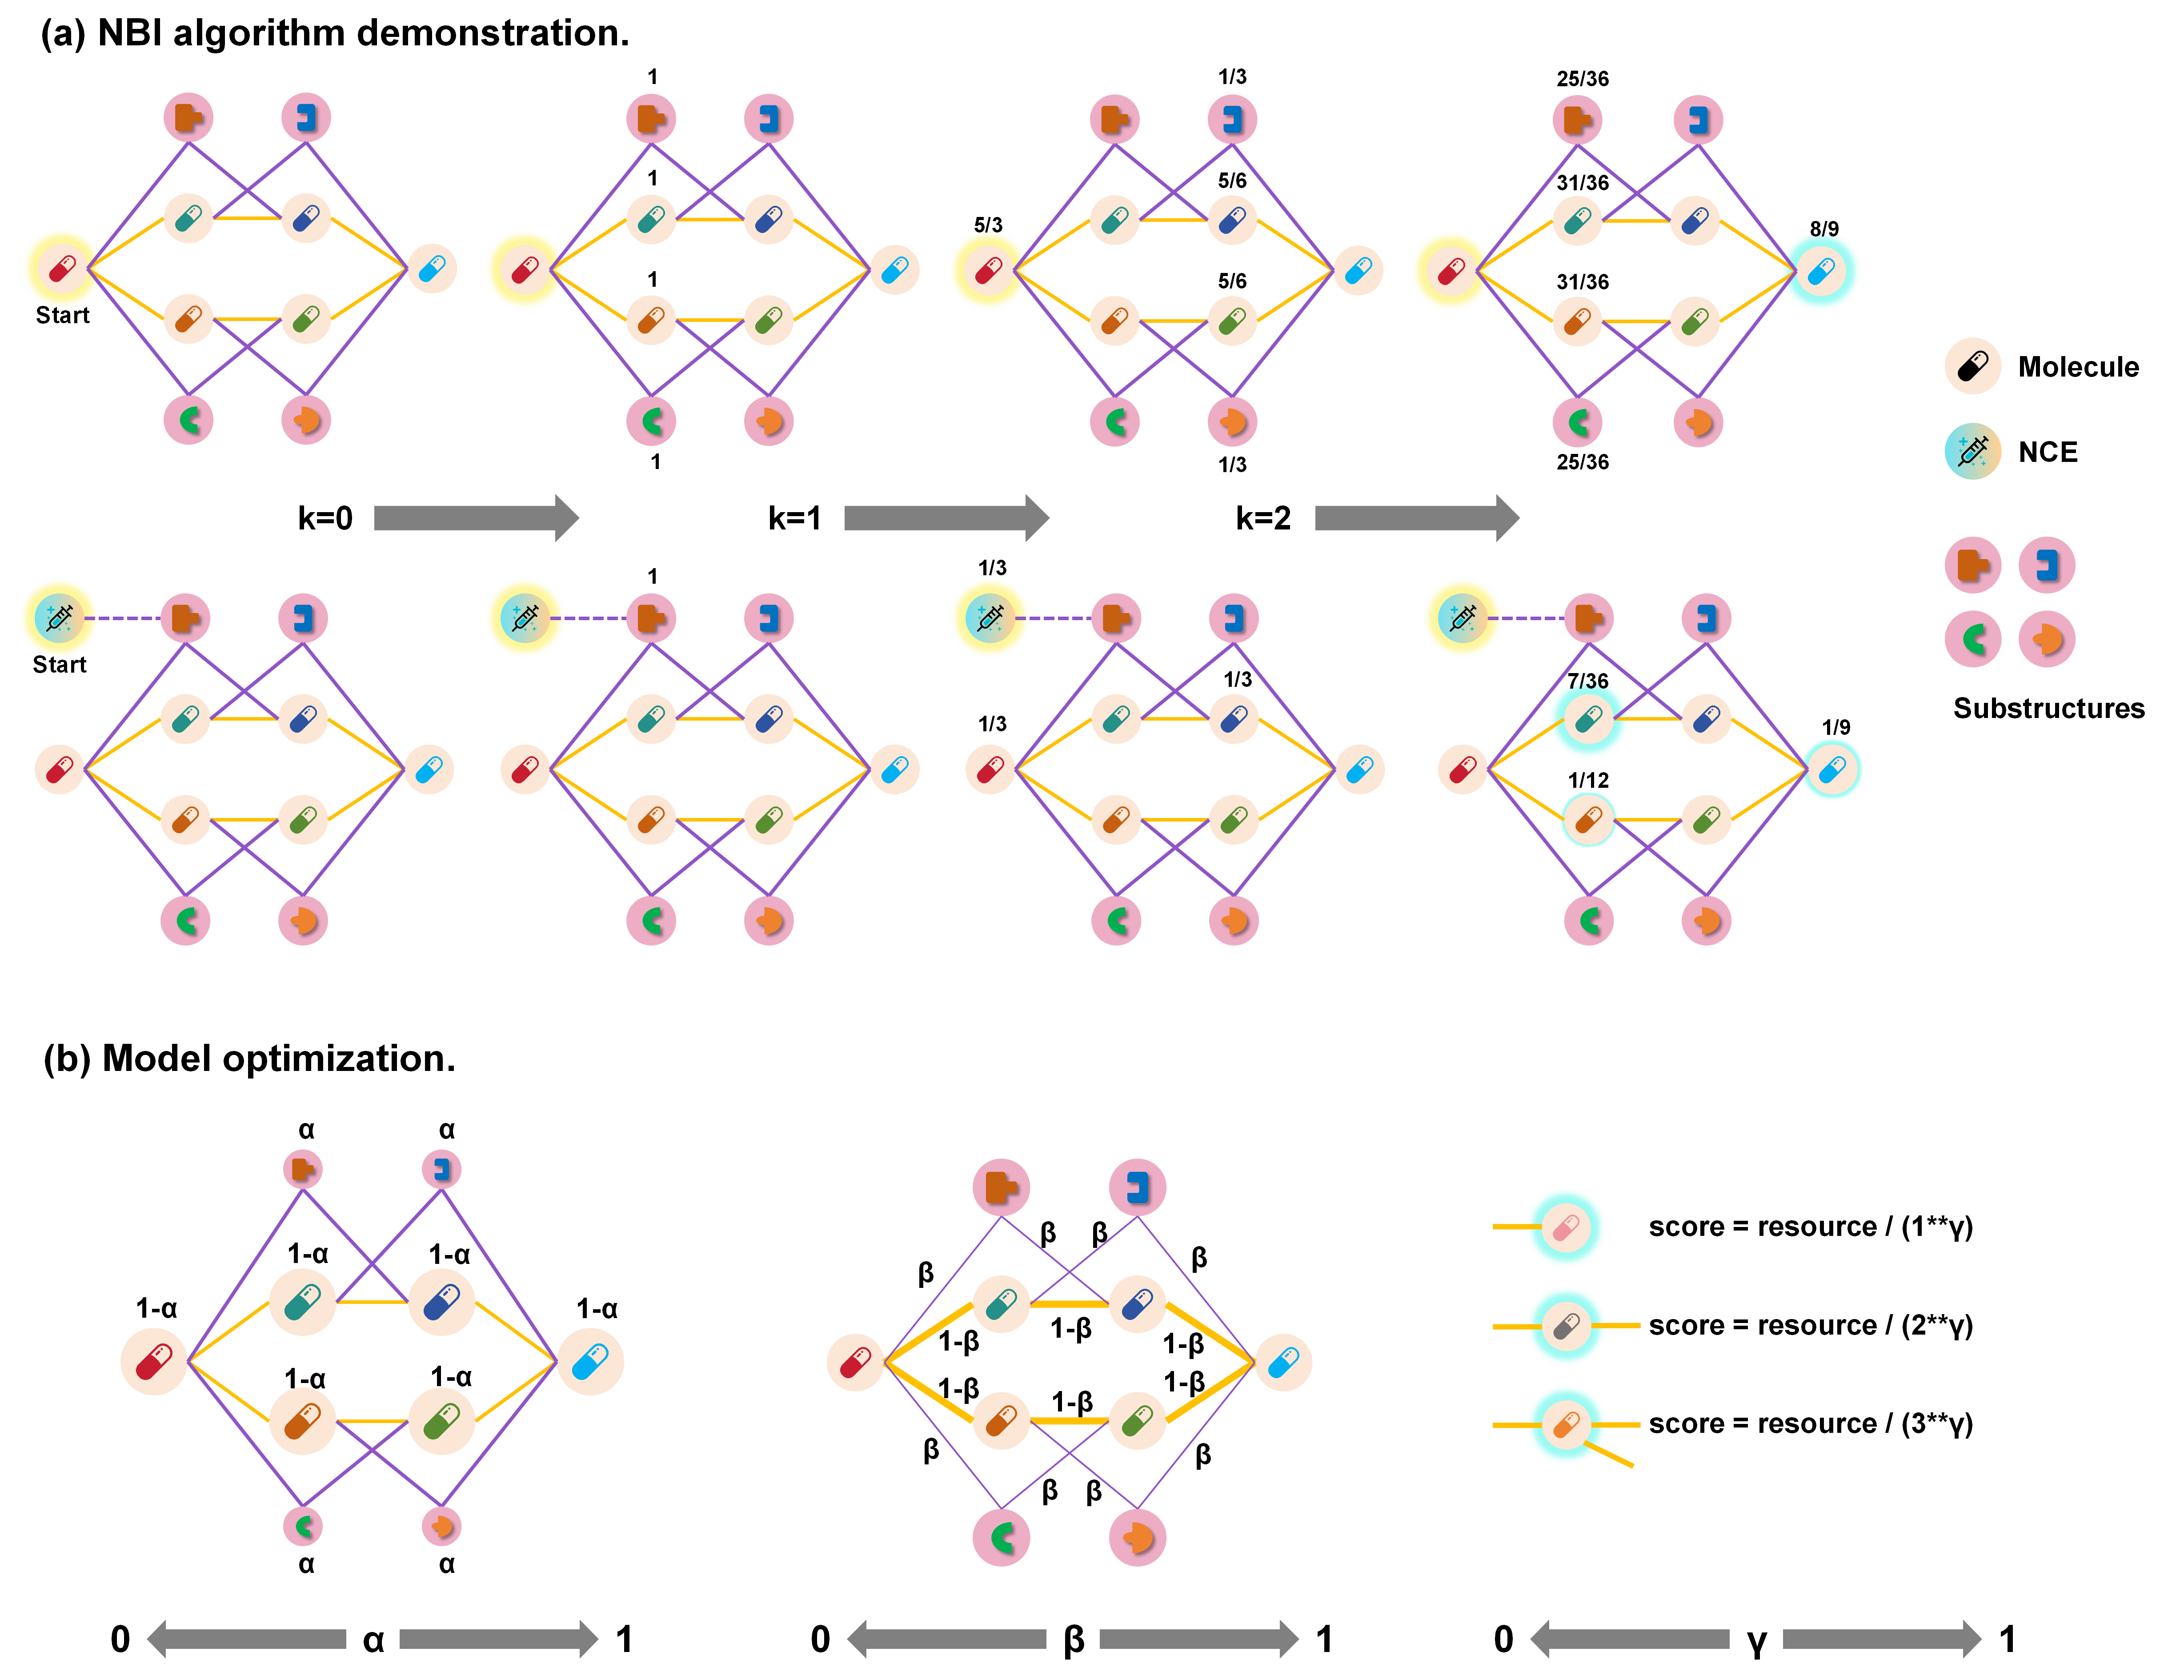 (a) NBI algorithm demonstration.
1
1/3
25/36
1
5/6
31/36
5/3
8/9
1
5/6
31/36
Start
1
1/3
25/36
Molecule
NCE
k=0
k=1
k=2
1
1/3
Start
1/3
7/36
1/3
1/9
1/12
Substructures
(b) Model optimization.
α
α
1-α
1-α
1-α
1-α
1-α
1-α
α
α
β
β
β
β
1-β
1-β
1-β
1-β
1-β
1-β
β
β
β
β
score = resource / (1**γ)
score = resource / (2**γ)
score = resource / (3**γ)
0
α
1
0
β
1
0
γ
1